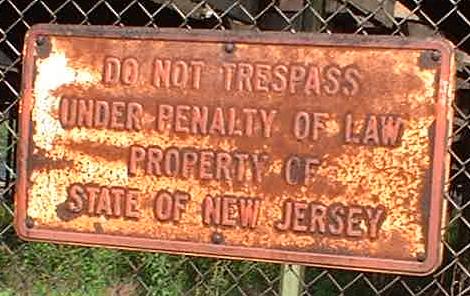 DO NOT TRESPASS
UNDER PENALTY OF LAW
PROPERTY OF
STATE OF NEW JERSEY